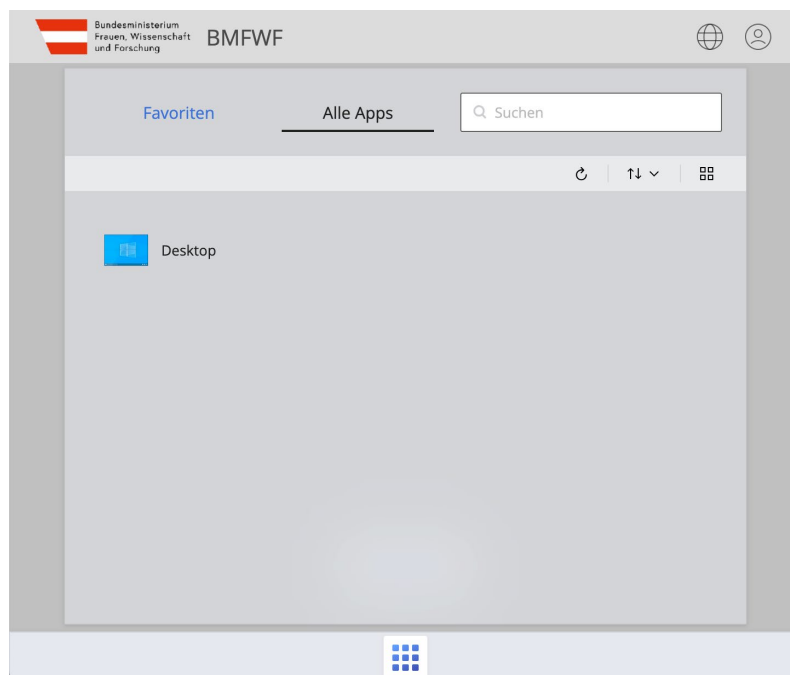 Bundesministerium
Frauen, Wissenschaft
und Forschung
BMFWF
Favoriten
Alle Apps
Suchen
Desktop